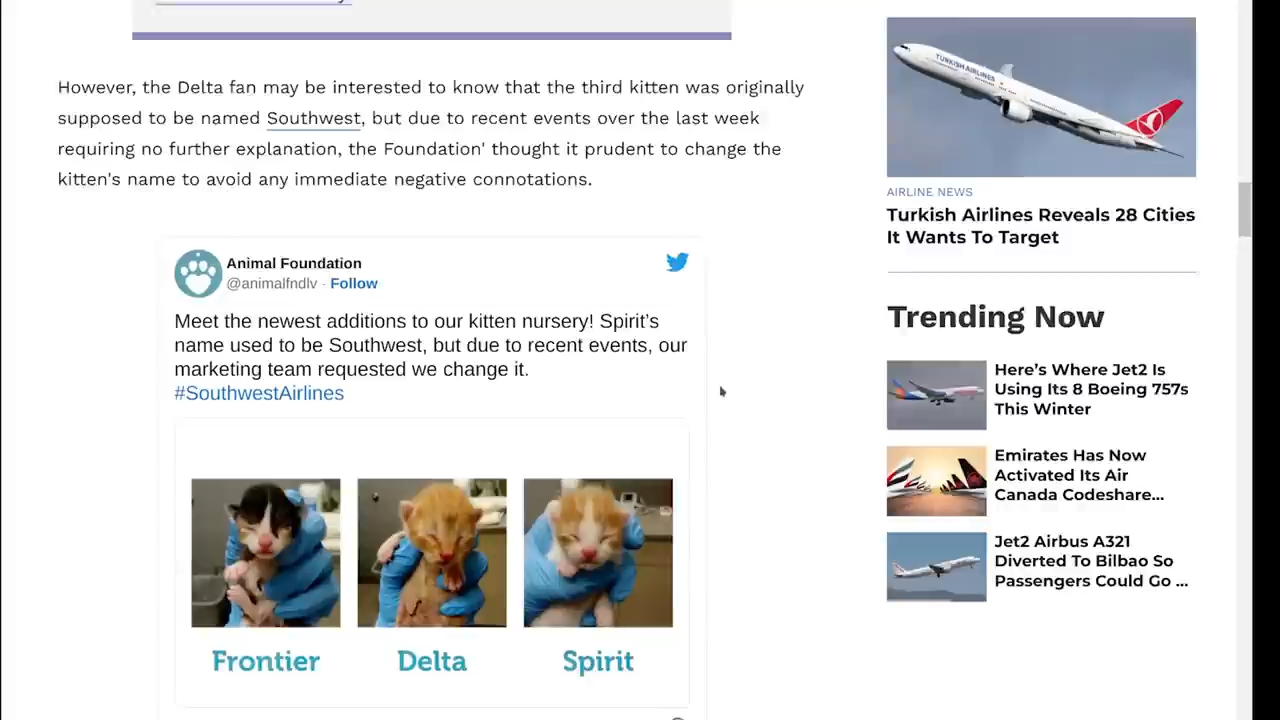 However, the Delta fan may be interested to know that the third kitten was originally
supposed to be named Southwest, but due to recent events over the last week
requiring no further explanation, the Foundation' thought it prudent to change the
kitten's name to avoid any immediate negative connotations.
Animal Foundation
@animalfndlv · Follow
Meet the newest additions to our kitten nursery! Spirit's
name used to be Southwest, but due to recent events, our
marketing team requested we change it.
#SouthwestAirlines
Frontier
Delta
Spirit
TURKISH AIRLINES
AIRLINE NEWS
Turkish Airlines Reveals 28 Cities
It Wants To Target
Trending Now
Here's Where Jet2 Is
Using Its 8 Boeing 757s
This Winter
Emirates Has Now
Activated Its Air
Canada Codeshare...
Jet2 Airbus A321
Diverted To Bilbao So
Passengers Could Go ...